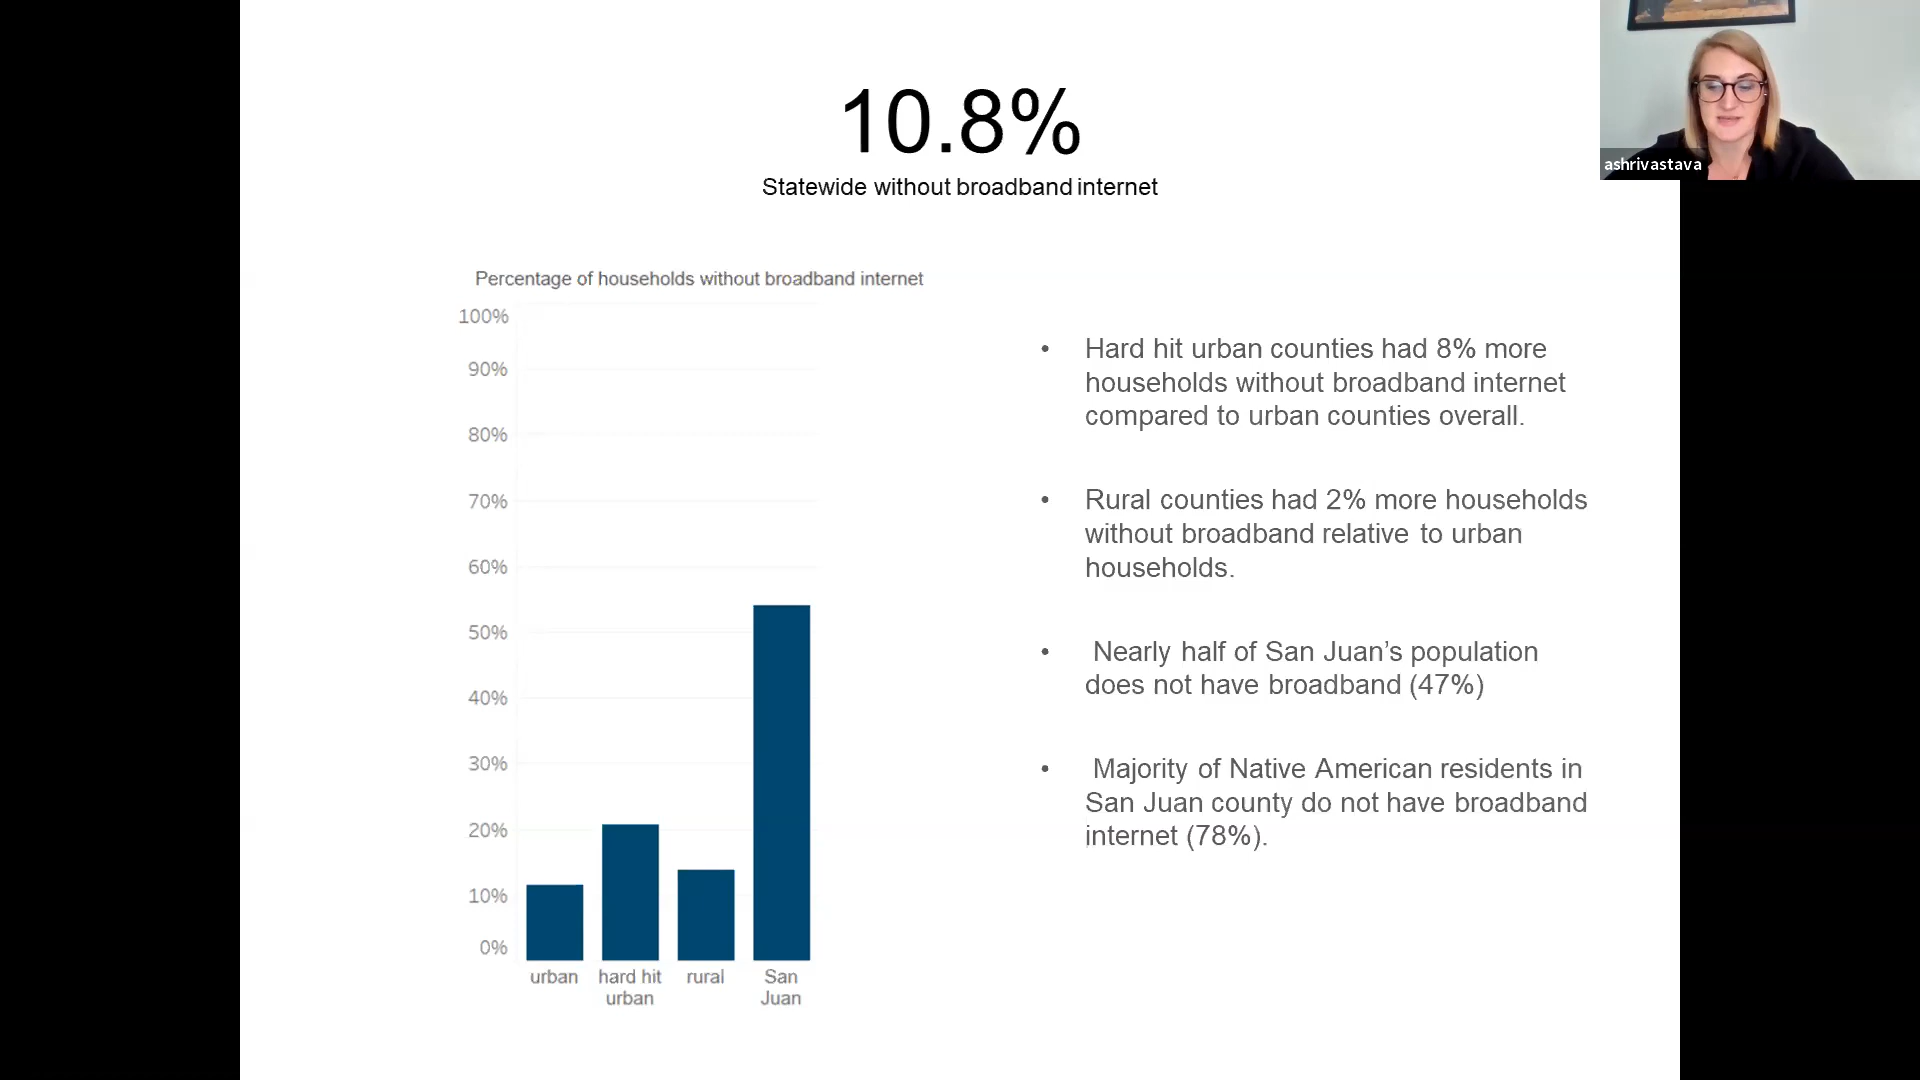 10.8%
Statewide without broadband internet
ashrivastava
Percentage of households without broadband internet
100%
90%
80%
70%
60%
50%
40%
30%
20%
10%
0%
urban
hard hit
urban
rural
San
Juan
• Hard hit urban counties had 8% more
households without broadband internet
compared to urban counties overall.
• Rural counties had 2% more households
without broadband relative to urban
households.
• Nearly half of San Juan’s population
does not have broadband (47%)
• Majority of Native American residents in
San Juan county do not have broadband
internet (78%).